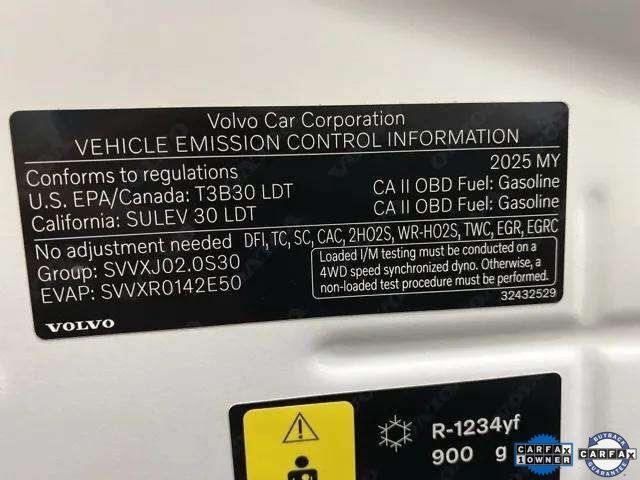 Volvo Car Corporation
VEHICLE EMISSION CONTROL INFORMATION
Conforms to regulations 2025 MY
U.S. EPA/Canada: T3B30 LDT CA II OBD Fuel: Gasoline
California: SULEV 30 LDT CA II OBD Fuel: Gasoline
No adjustment needed DFI, TC, SC, CAC, 2HO2S, WR-HO2S, TWC, EGR, EGRC
Group: SVVXJ02.0S30
EVAP: SVVXR0142E50
Loaded I/M testing must be conducted on a
4WD speed synchronized dyno. Otherwise, a
non-loaded test procedure must be performed.
32432529
VOLVO
R-1234yf
900 g
CARFAX
1 OWNER
BUYBACK
CARFAX
GUARANTEE